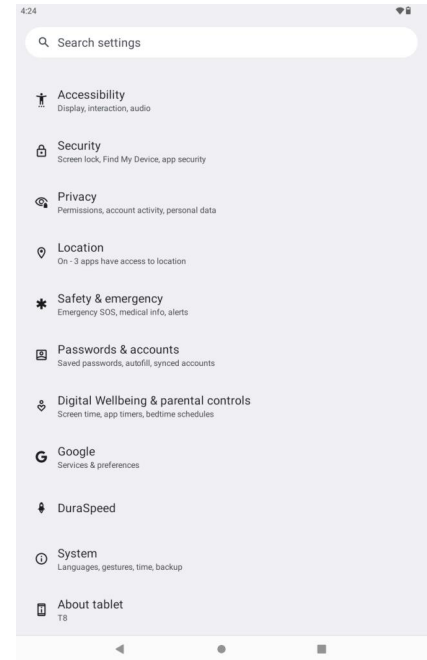 4:24
Search settings
Accessibility
Display, interaction, audio
Security
Screen lock, Find My Device, app security
Privacy
Permissions, account activity, personal data
Location
On - 3 apps have access to location
Safety & emergency
Emergency SOS, medical info, alerts
Passwords & accounts
Saved passwords, autofill, synced accounts
Digital Wellbeing & parental controls
Screen time, app timers, bedtime schedules
Google
Services & preferences
DuraSpeed
System
Languages, gestures, time, backup
About tablet
T8